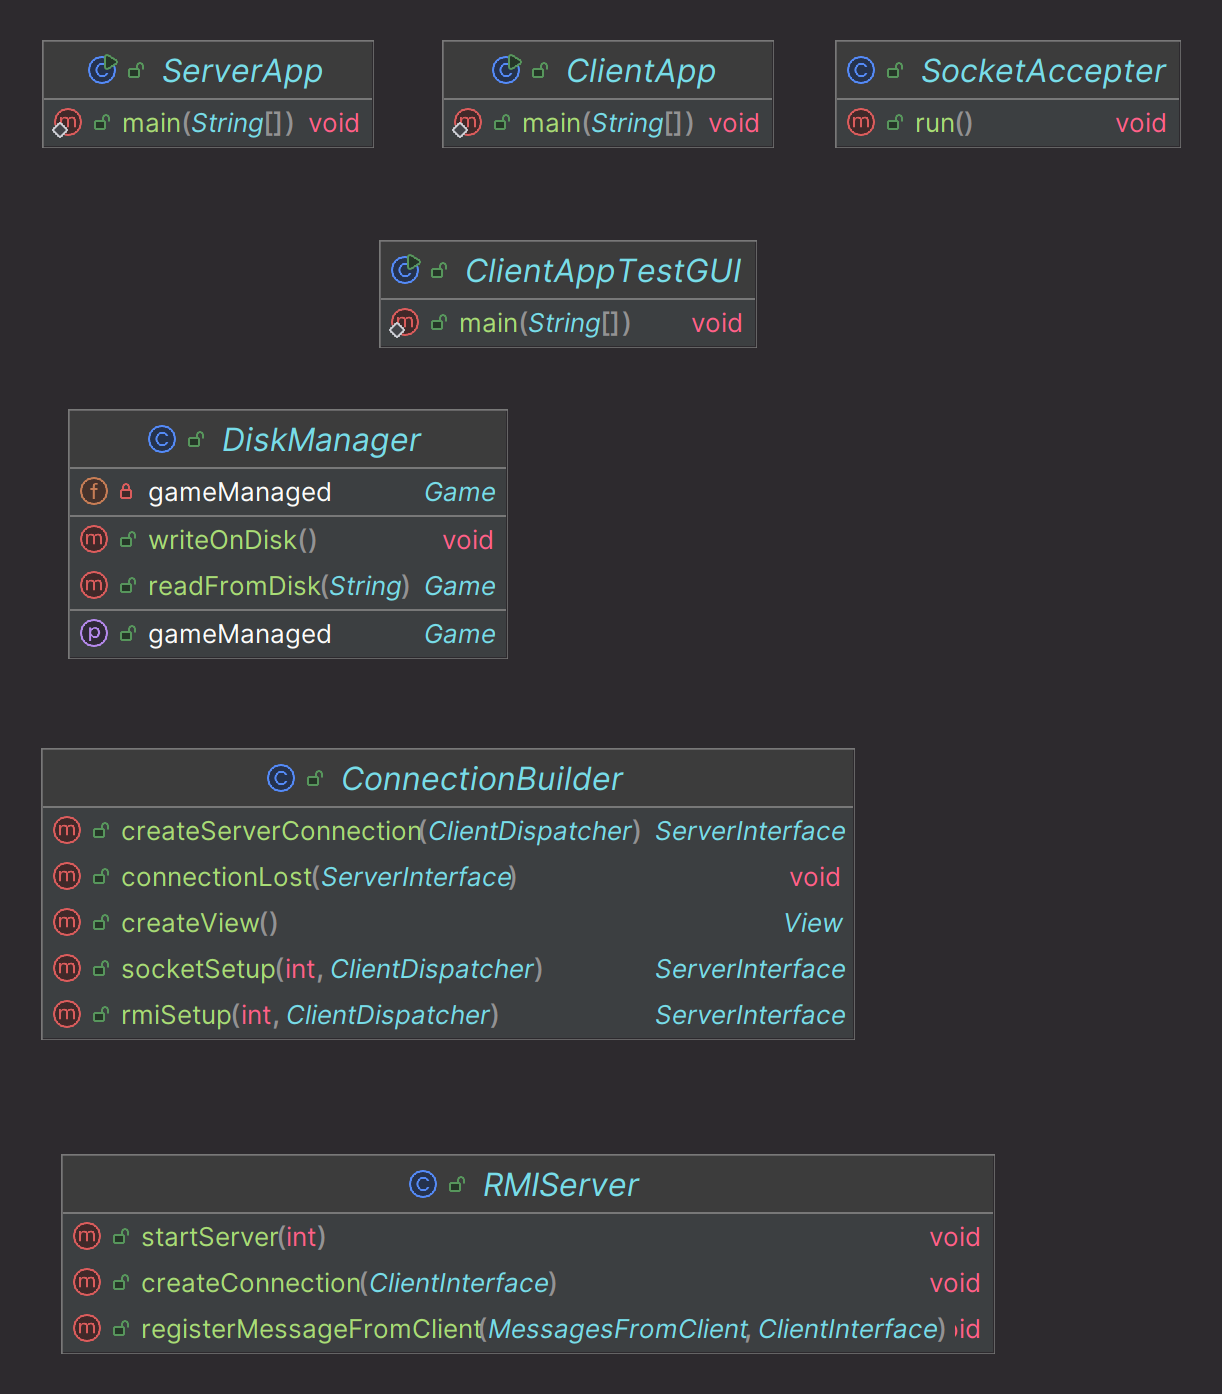 ServerApp
main(String[]) void
ClientApp
main(String[]) void
SocketAccepter
run() void
ClientAppTestGUI
main(String[]) void
DiskManager
gameManaged Game
writeOnDisk() void
readFromDisk(String) Game
gameManaged Game
ConnectionBuilder
createServerConnection(ClientDispatcher) ServerInterface
connectionLost(ServerInterface) void
createView() View
socketSetup(int, ClientDispatcher) ServerInterface
rmiSetup(int, ClientDispatcher) ServerInterface
RMIServer
startServer(int) void
createConnection(ClientInterface) void
registerMessageFromClient(MessagesFromClient, ClientInterface)